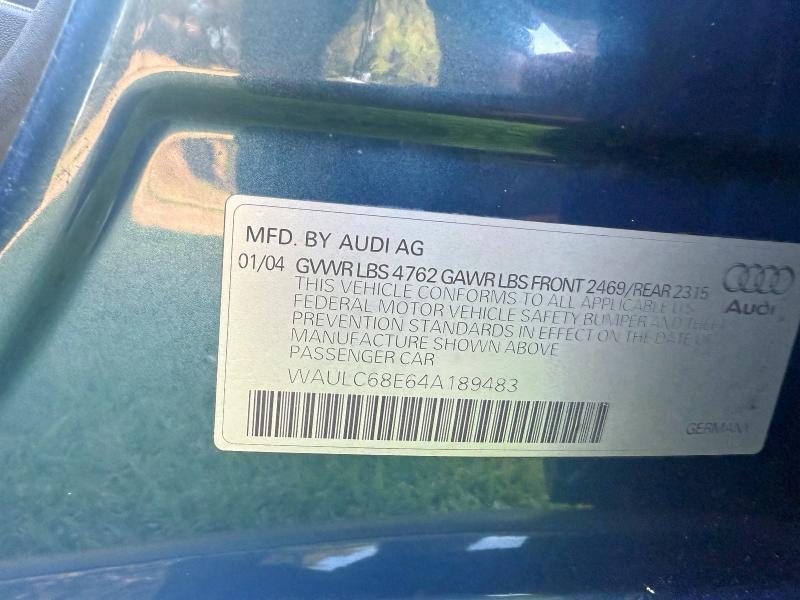 MFD. BY AUDI AG
01/04 GVWR LBS 4762 GAWR LBS FRONT 2469/REAR 2315
THIS VEHICLE CONFORMS TO ALL APPLICABLE U.S.
FEDERAL MOTOR VEHICLE SAFETY BUMPER AND THEFT
PREVENTION STANDARDS IN EFFECT ON THE DATE OF
MANUFACTURE SHOWN ABOVE
PASSENGER CAR
WAULC68E64A189483
Audi
GERMANY